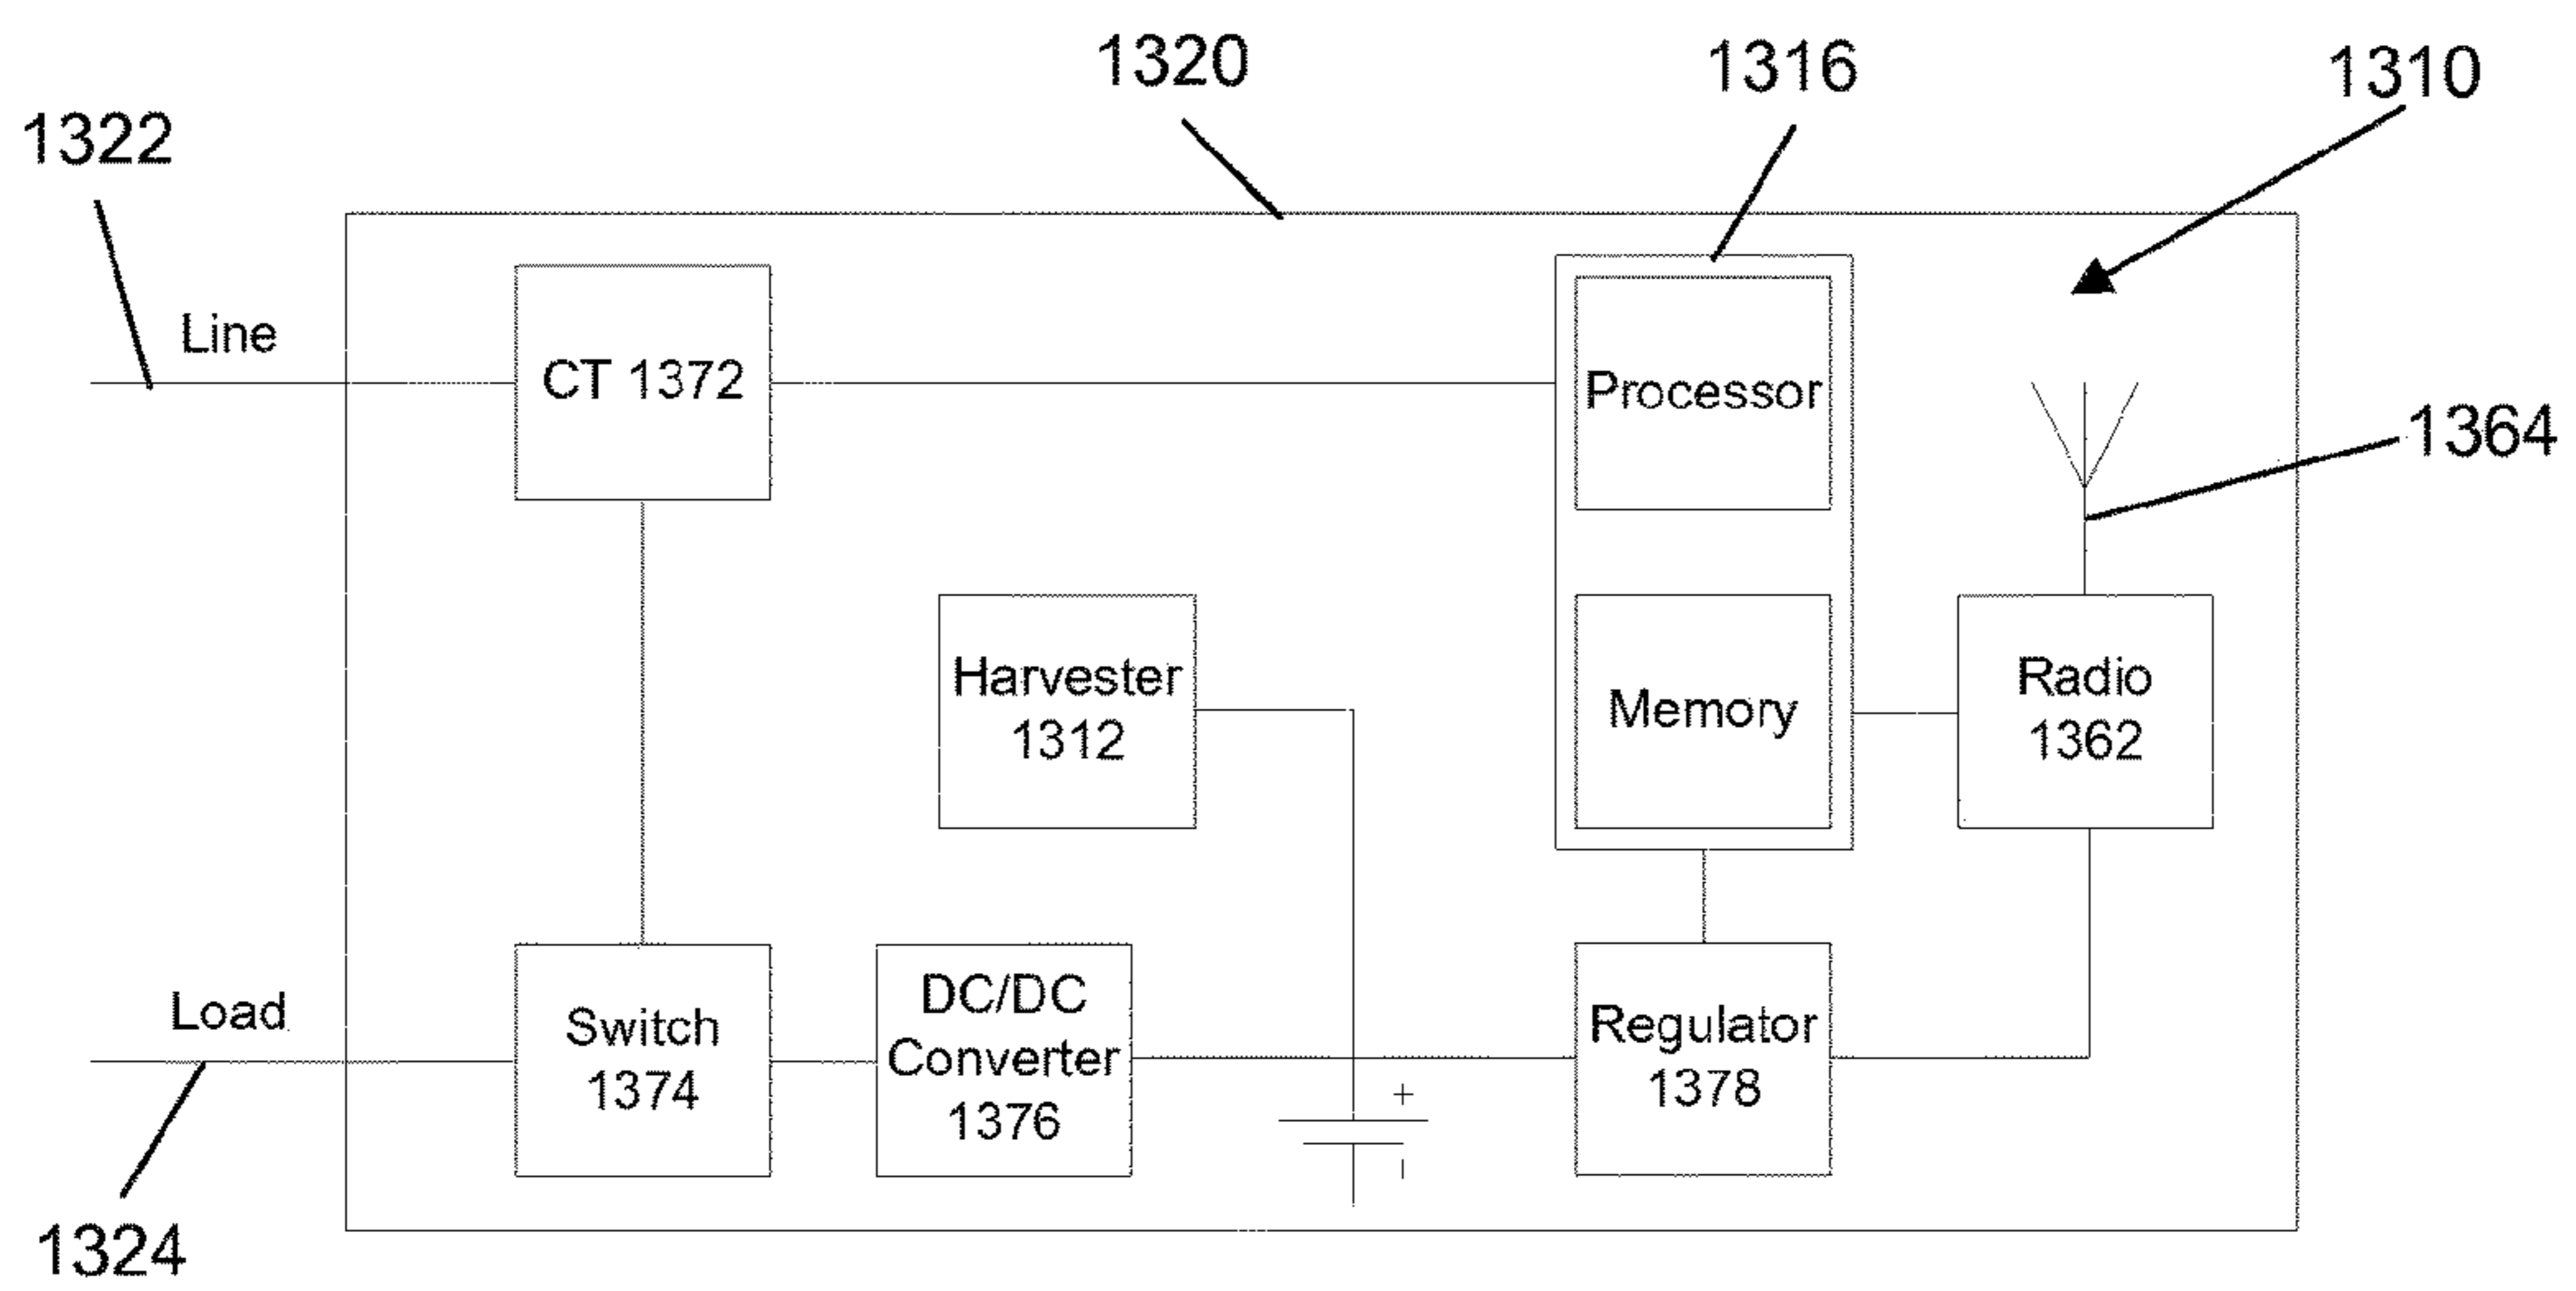 1320
1316
1310
1322
Line
CT 1372
Processor
1364
Harvester
1312
Memory
Radio
1362
Load
Switch
1374
DC/DC
Converter
1376
+
-
Regulator
1378
1324